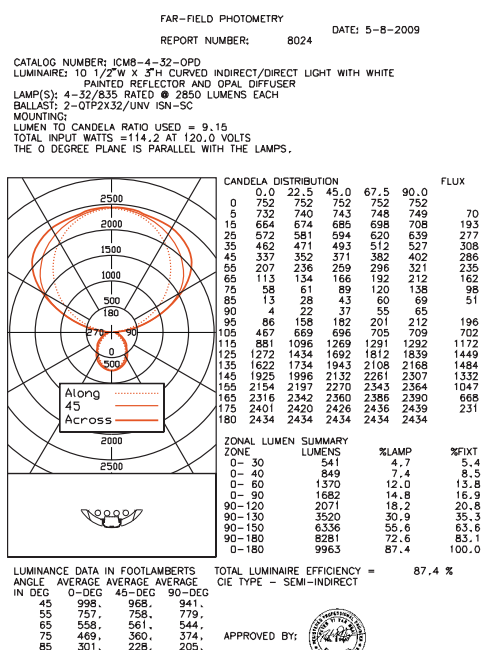 FAR-FIELD PHOTOMETRY
DATE: 5-8-2009
REPORT NUMBER: 8024
CATALOG NUMBER: ICM8-4-32-OPD
LUMINAIRE: 10 1/2"W X 3"H CURVED INDIRECT/DIRECT LIGHT WITH WHITE
PAINTED REFLECTOR AND OPAL DIFFUSER
LAMP(S): 4-32/835 RATED @ 2850 LUMENS EACH
BALLAST: 2-QTP2X32/UNV ISN-SC
MOUNTING:
LUMEN TO CANDELA RATIO USED = 9.15
TOTAL INPUT WATTS =114.2 AT 120.0 VOLTS
THE 0 DEGREE PLANE IS PARALLEL WITH THE LAMPS.
2500
2000
1500
1000
500
180
270 90
0
500
Along
45
Across
2000
2500
CANDELA DISTRIBUTION FLUX
0.0 22.5 45.0 67.5 90.0
0 752 752 752 752 752
5 732 740 743 748 749 70
15 664 674 685 698 708 193
25 572 581 594 620 639 277
35 462 471 493 512 527 308
45 337 352 371 382 402 286
55 207 236 259 296 321 235
65 113 134 166 192 212 162
75 58 61 89 120 138 98
85 13 28 43 60 69 51
90 4 22 37 55 65
95 86 158 182 201 212 196
105 467 669 696 705 709 702
115 881 1096 1269 1291 1292 1172
125 1272 1434 1692 1812 1839 1449
135 1622 1734 1943 2108 2168 1484
145 1925 1996 2132 2261 2307 1332
155 2154 2197 2270 2343 2364 1047
165 2316 2342 2360 2386 2390 668
175 2401 2420 2426 2436 2439 231
180 2434 2434 2434 2434 2434
ZONAL LUMEN SUMMARY
ZONE LUMENS %LAMP %FIXT
0- 30 541 4.7 5.4
0- 40 849 7.4 8.5
0- 60 1370 12.0 13.8
0- 90 1682 14.8 16.9
90-120 2071 18.2 20.8
90-130 3520 30.9 35.3
90-150 6336 55.6 63.6
90-180 8281 72.6 83.1
0-180 9963 87.4 100.0
TOTAL LUMINAIRE EFFICIENCY = 87.4 %
CIE TYPE - SEMI-INDIRECT
LUMINANCE DATA IN FOOTLAMBERTS
ANGLE AVERAGE AVERAGE AVERAGE
IN DEG 0-DEG 45-DEG 90-DEG
45 998. 968. 941.
55 757. 758. 779.
65 558. 561. 544.
75 469. 360. 374.
85 301. 228. 205.
APPROVED BY: